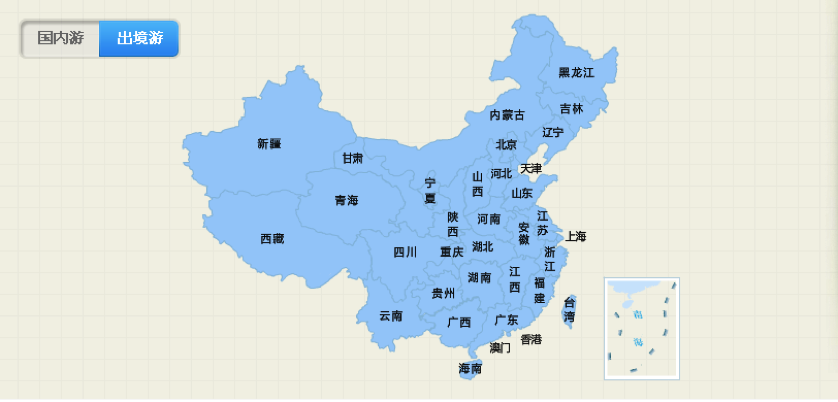 国内游
出境游
黑龙江
吉林
内蒙古
辽宁
北京
新疆
甘肃
天津
河北
山西
宁夏
山东
青海
江苏
河南
陕西
安徽
上海
西藏
湖北
四川
重庆
浙江
湖南
江西
福建
贵州
台湾
云南
广西
广东
香港
澳门
海南
南海